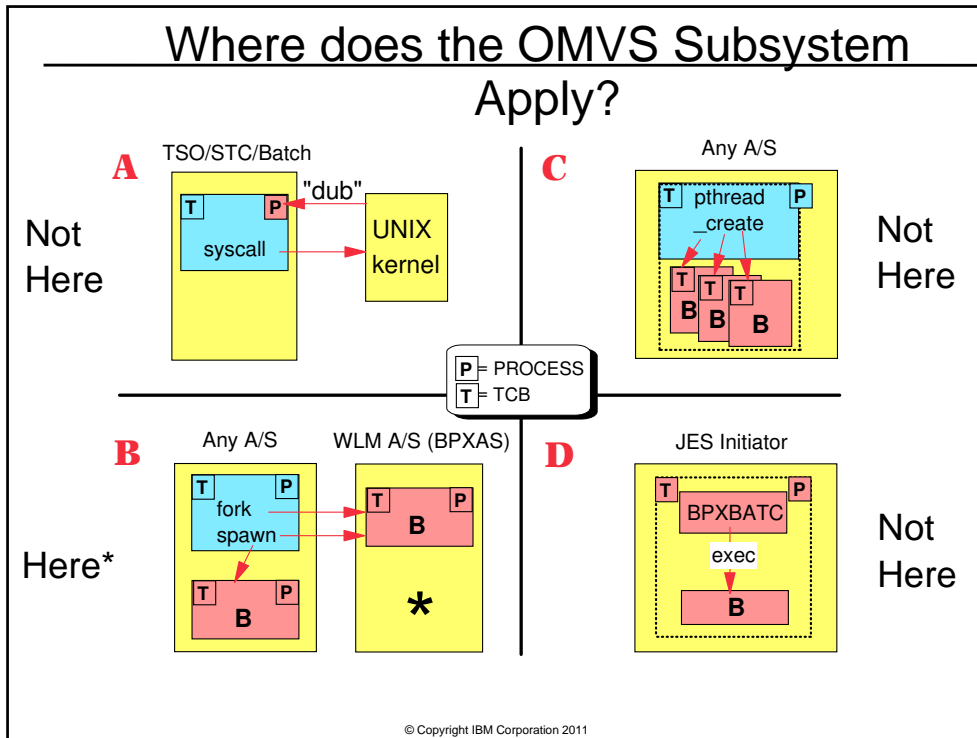 Where does the OMVS Subsystem
Apply?
A
TSO/STC/Batch
Not
Here
T
P
"dub"
syscall
UNIX
kernel
C
Any A/S
T
P
pthread
_create
T
B
T
B
T
B
Not
Here
P = PROCESS
T = TCB
B
Any A/S
WLM A/S (BPXAS)
Here*
T
P
fork
spawn
T
P
B
T
P
B
*
D
JES Initiator
T
P
BPXBATC
exec
B
Not
Here
© Copyright IBM Corporation 2011